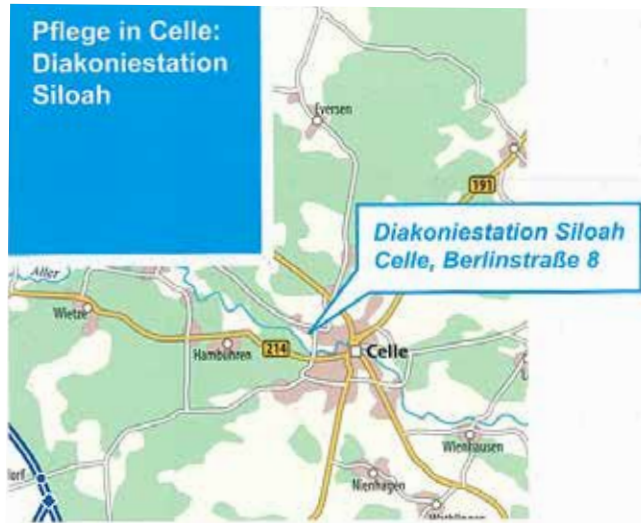 Pflege in Celle:
Diakoniestation
Siloah
Eversen
191
Diakoniestation Siloah
Celle, Berlinstraße 8
Aller
Wietze
Hambühren
214
Celle
Wienhausen
Nienhagen